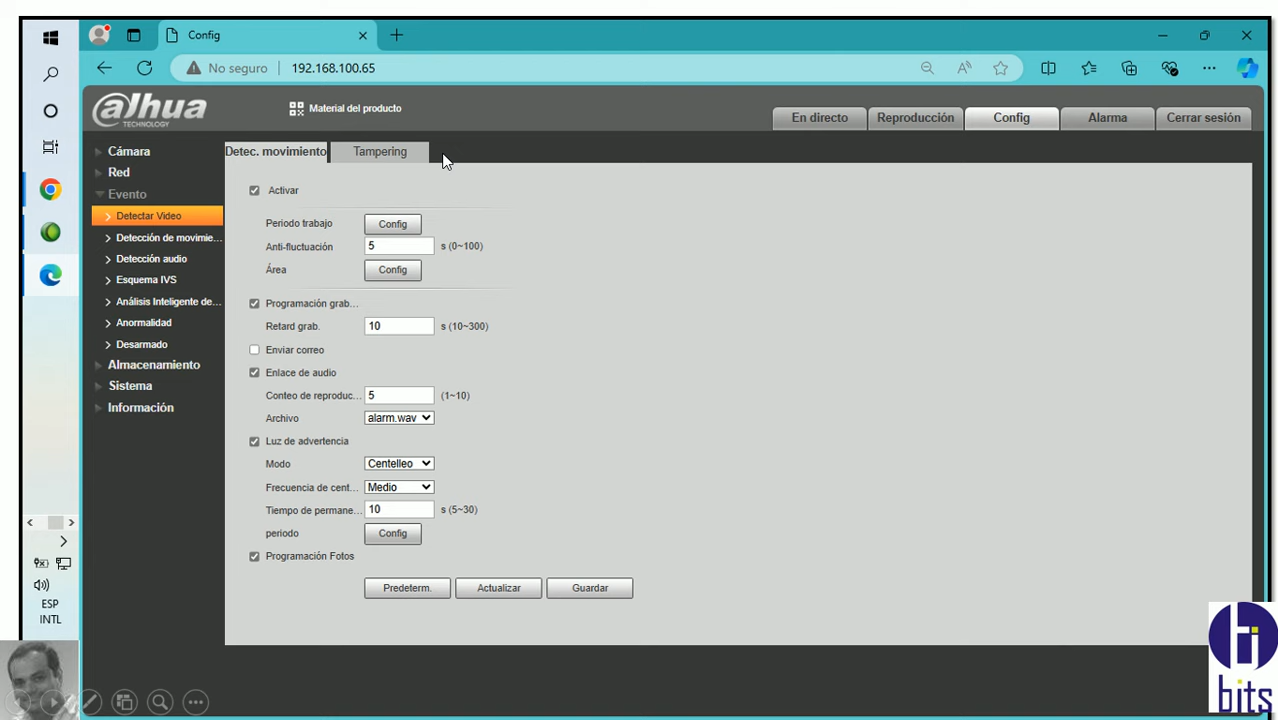 Config
No seguro
192.168.100.65
alhua
TECHNOLOGY
Material del producto
En directo
Reproducción
Config
Alarma
Cerrar sesión
Cámara
Red
Evento
Detectar Video
Detección de movimie...
Detección audio
Esquema IVS
Análisis Inteligente de...
Anormalidad
Desarmado
Almacenamiento
Sistema
Información
Detec. movimiento
Tampering
Activar
Periodo trabajo Config
Anti-fluctuación 5 s (0~100)
Área Config
Programación grab...
Retard grab. 10 s (10~300)
Enviar correo
Enlace de audio
Conteo de reproduc... 5 (1~10)
Archivo alarm.wav
Luz de advertencia
Modo Centelleo
Frecuencia de cent... Medio
Tiempo de permane... 10 s (5~30)
periodo Config
Programación Fotos
Predeterm. Actualizar Guardar
ESP
INTL
hi
bits